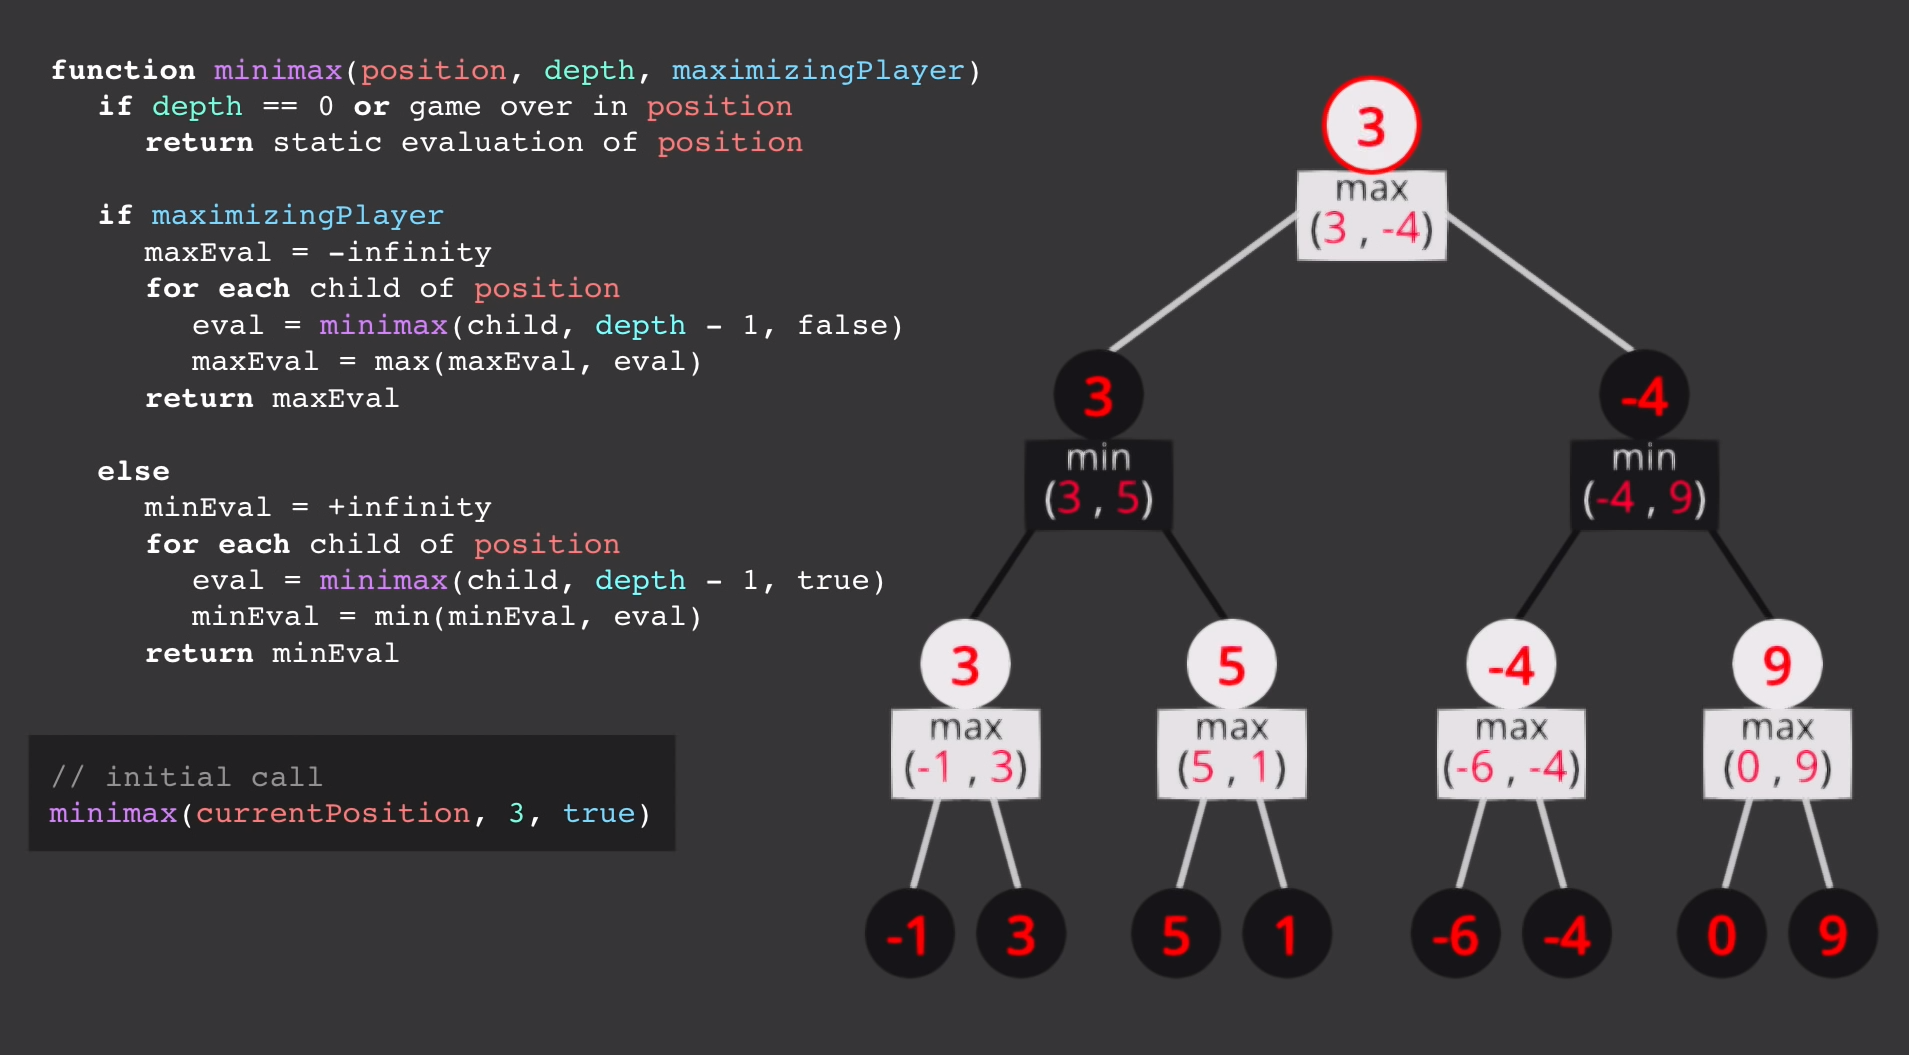 function minimax(position, depth, maximizingPlayer)
if depth == 0 or game over in position
return static evaluation of position
if maximizingPlayer
maxEval = -infinity
for each child of position
eval = minimax(child, depth - 1, false)
maxEval = max(maxEval, eval)
return maxEval
else
minEval = +infinity
for each child of position
eval = minimax(child, depth - 1, true)
minEval = min(minEval, eval)
return minEval
// initial call
minimax(currentPosition, 3, true)
3
max
(3 , -4)
3 -4
min min
(3 , 5) (-4 , 9)
3 5 -4 9
max max max max
(-1 , 3) (5 , 1) (-6 , -4) (0 , 9)
-1 3 5 1 -6 -4 0 9